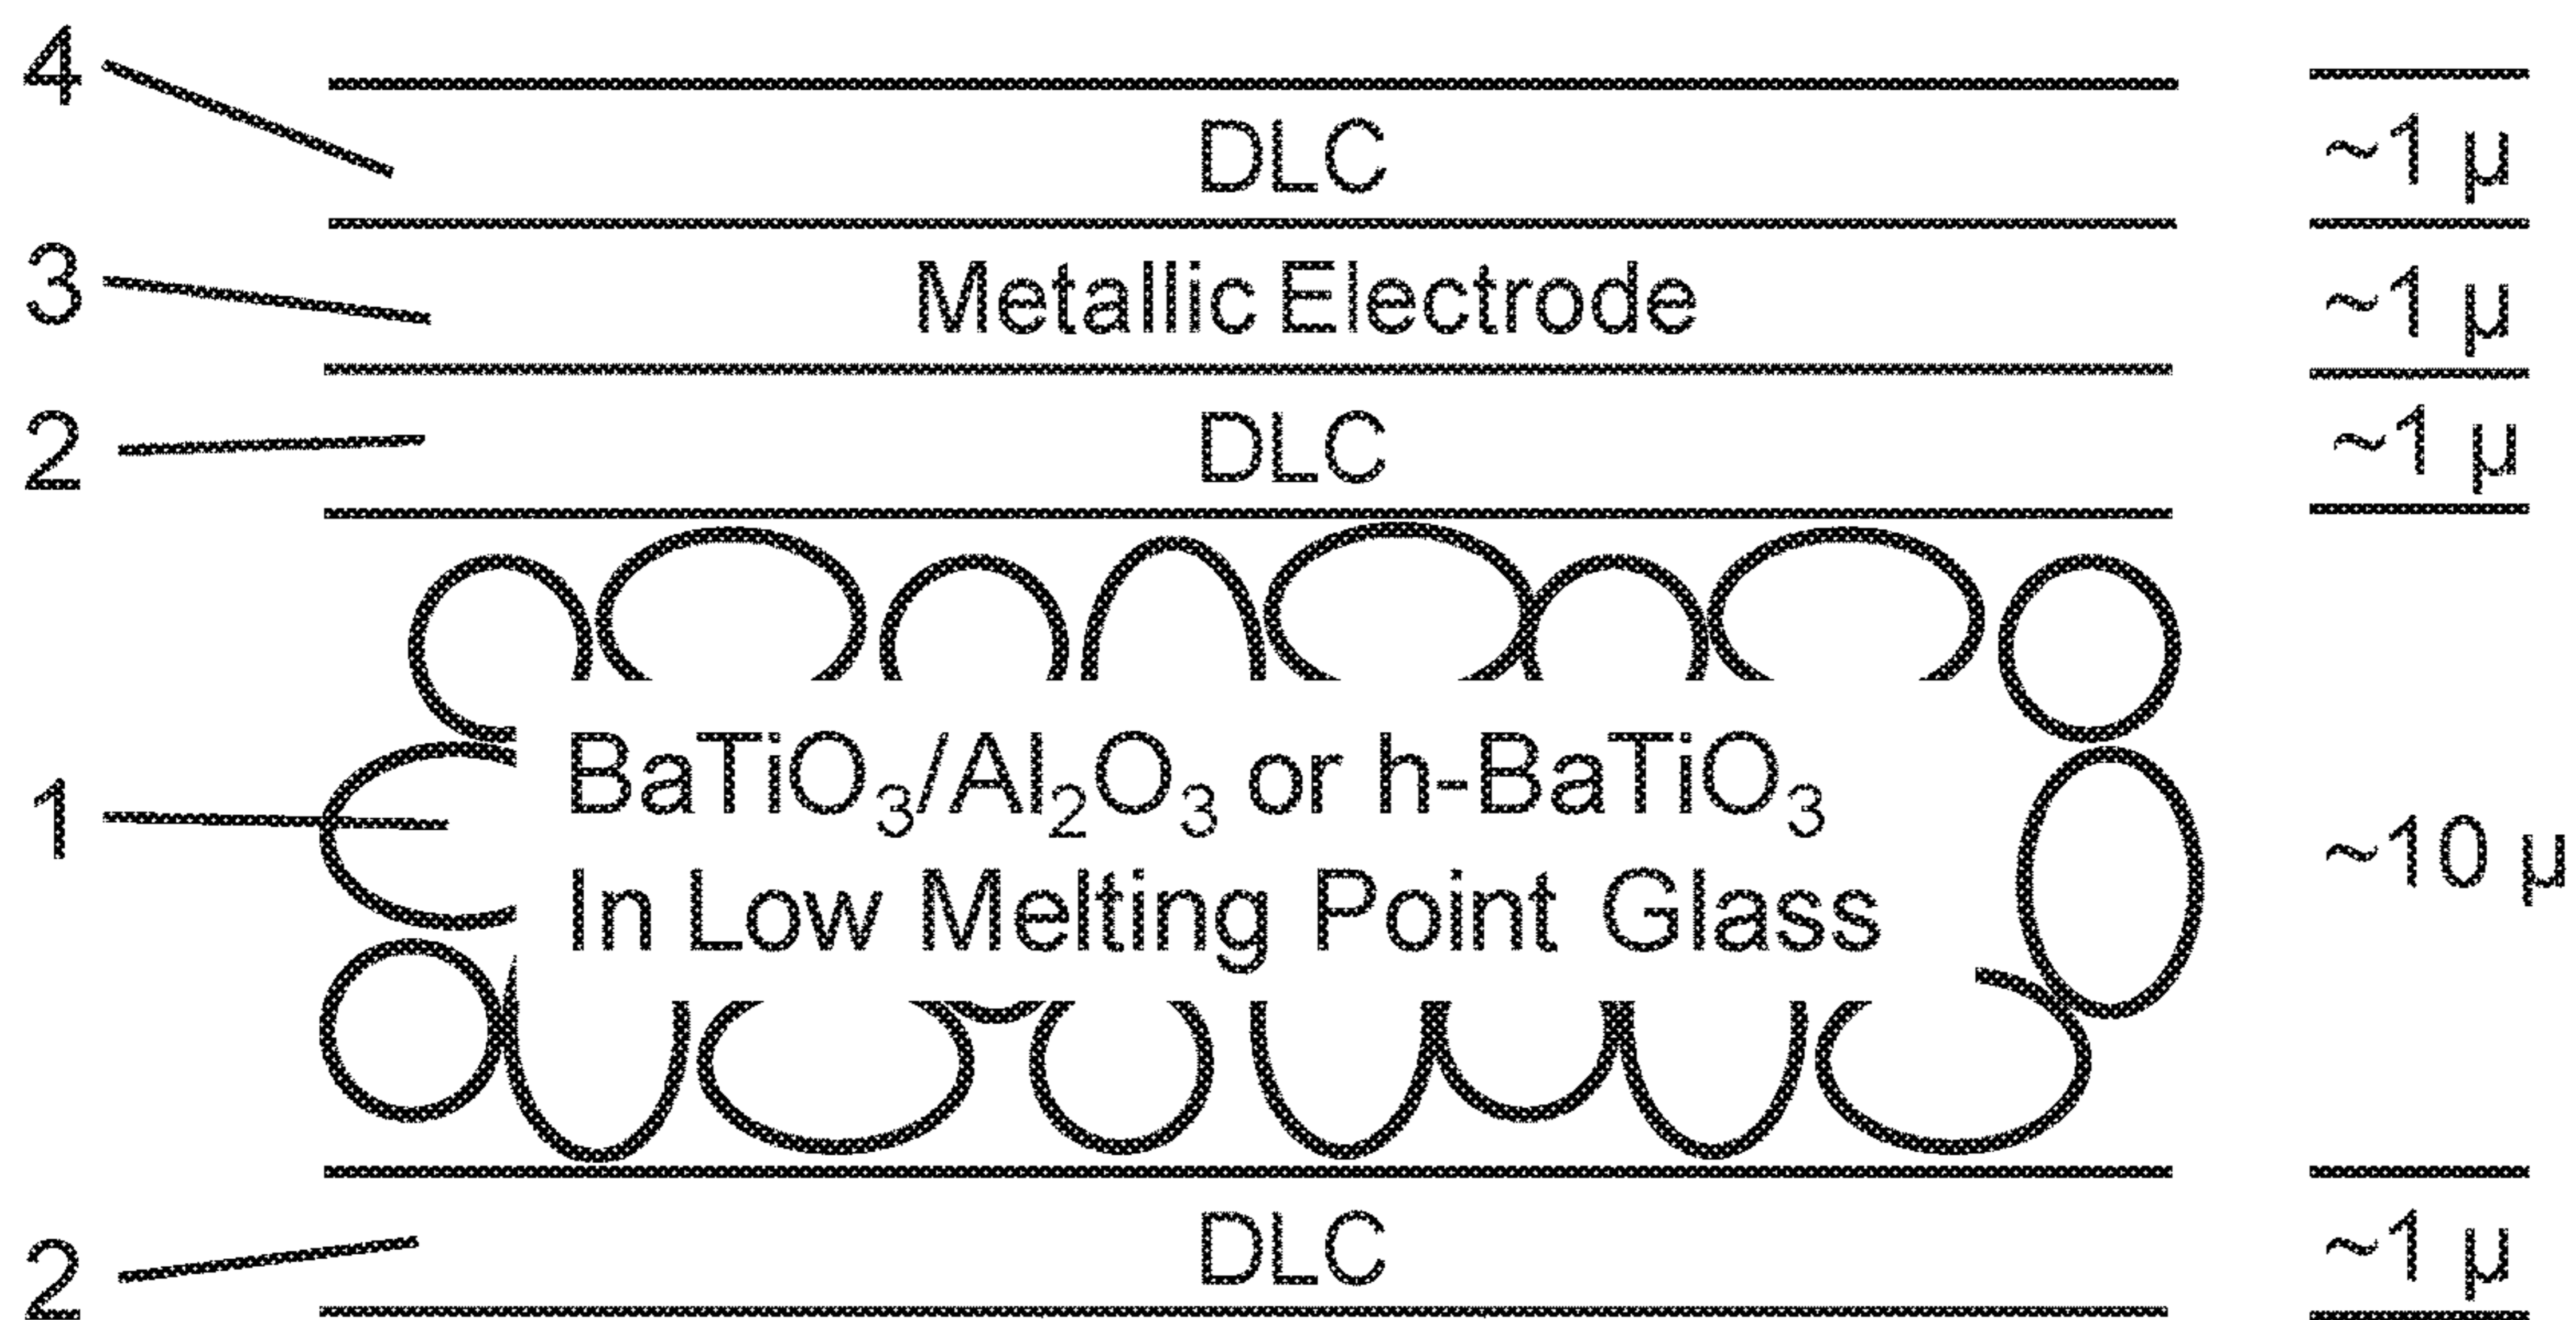 4
DLC
~1 µ
3
Metallic Electrode
~1 µ
2
DLC
~1 µ
1
BaTiO₃/Al₂O₃ or h-BaTiO₃
In Low Melting Point Glass
~10 µ
2
DLC
~1 µ